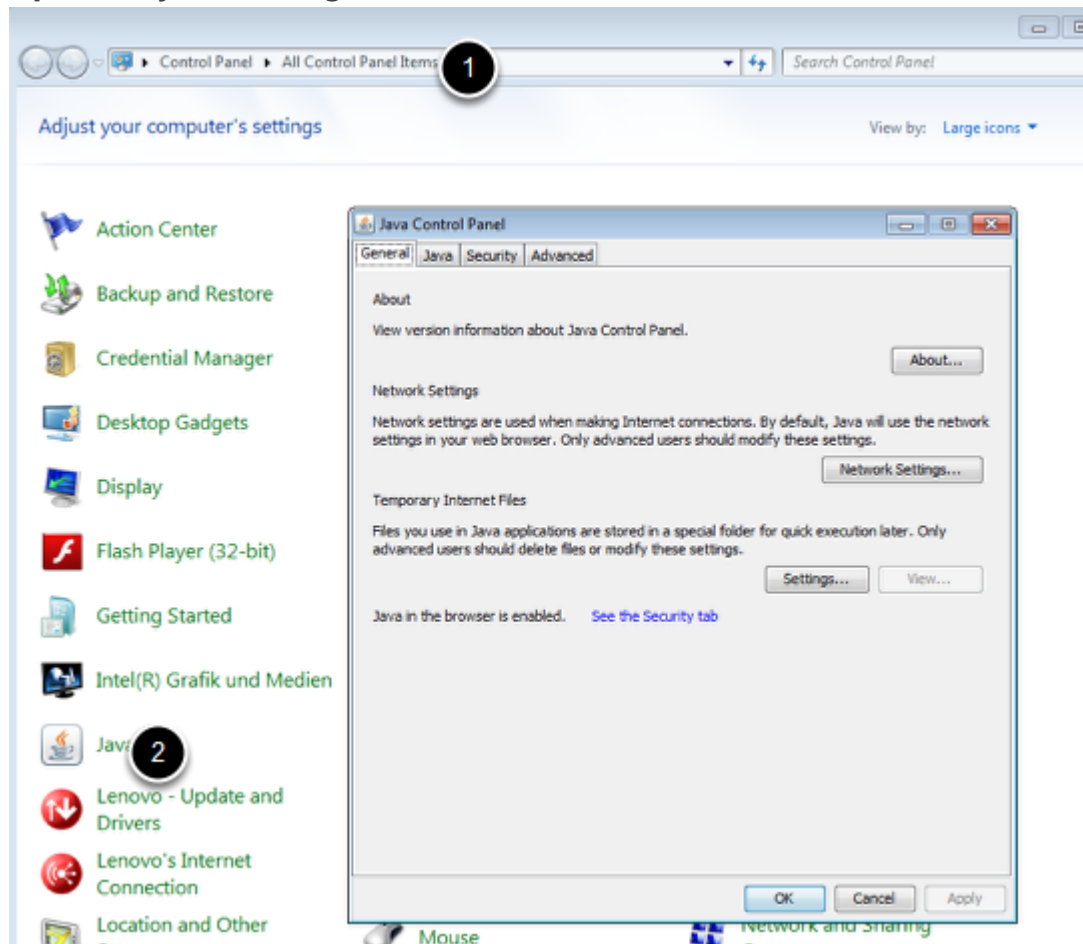 Control Panel ▸ All Control Panel Items
1
Search Control Panel
Adjust your computer's settings
View by: Large icons
Action Center
Backup and Restore
Credential Manager
Desktop Gadgets
Display
Flash Player (32-bit)
Getting Started
Intel(R) Grafik und Medien
Java
2
Lenovo - Update and
Drivers
Lenovo's Internet
Connection
Location and Other
Java Control Panel
General Java Security Advanced
About
View version information about Java Control Panel.
About...
Network Settings
Network settings are used when making Internet connections. By default, Java will use the network
settings in your web browser. Only advanced users should modify these settings.
Network Settings...
Temporary Internet Files
Files you use in Java applications are stored in a special folder for quick execution later. Only
advanced users should delete files or modify these settings.
Settings... View...
Java in the browser is enabled. See the Security tab
OK Cancel Apply
Mouse
Network and Sharing